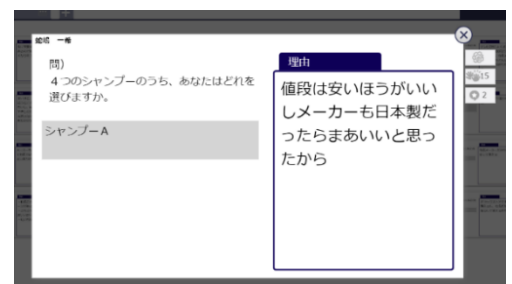 問)
4つのシャンプーのうち、あなたはどれを
選びますか。
シャンプーA
理由
値段は安いほうがいい
しメーカーも日本製だ
ったらまあいいと思っ
たから
15
2